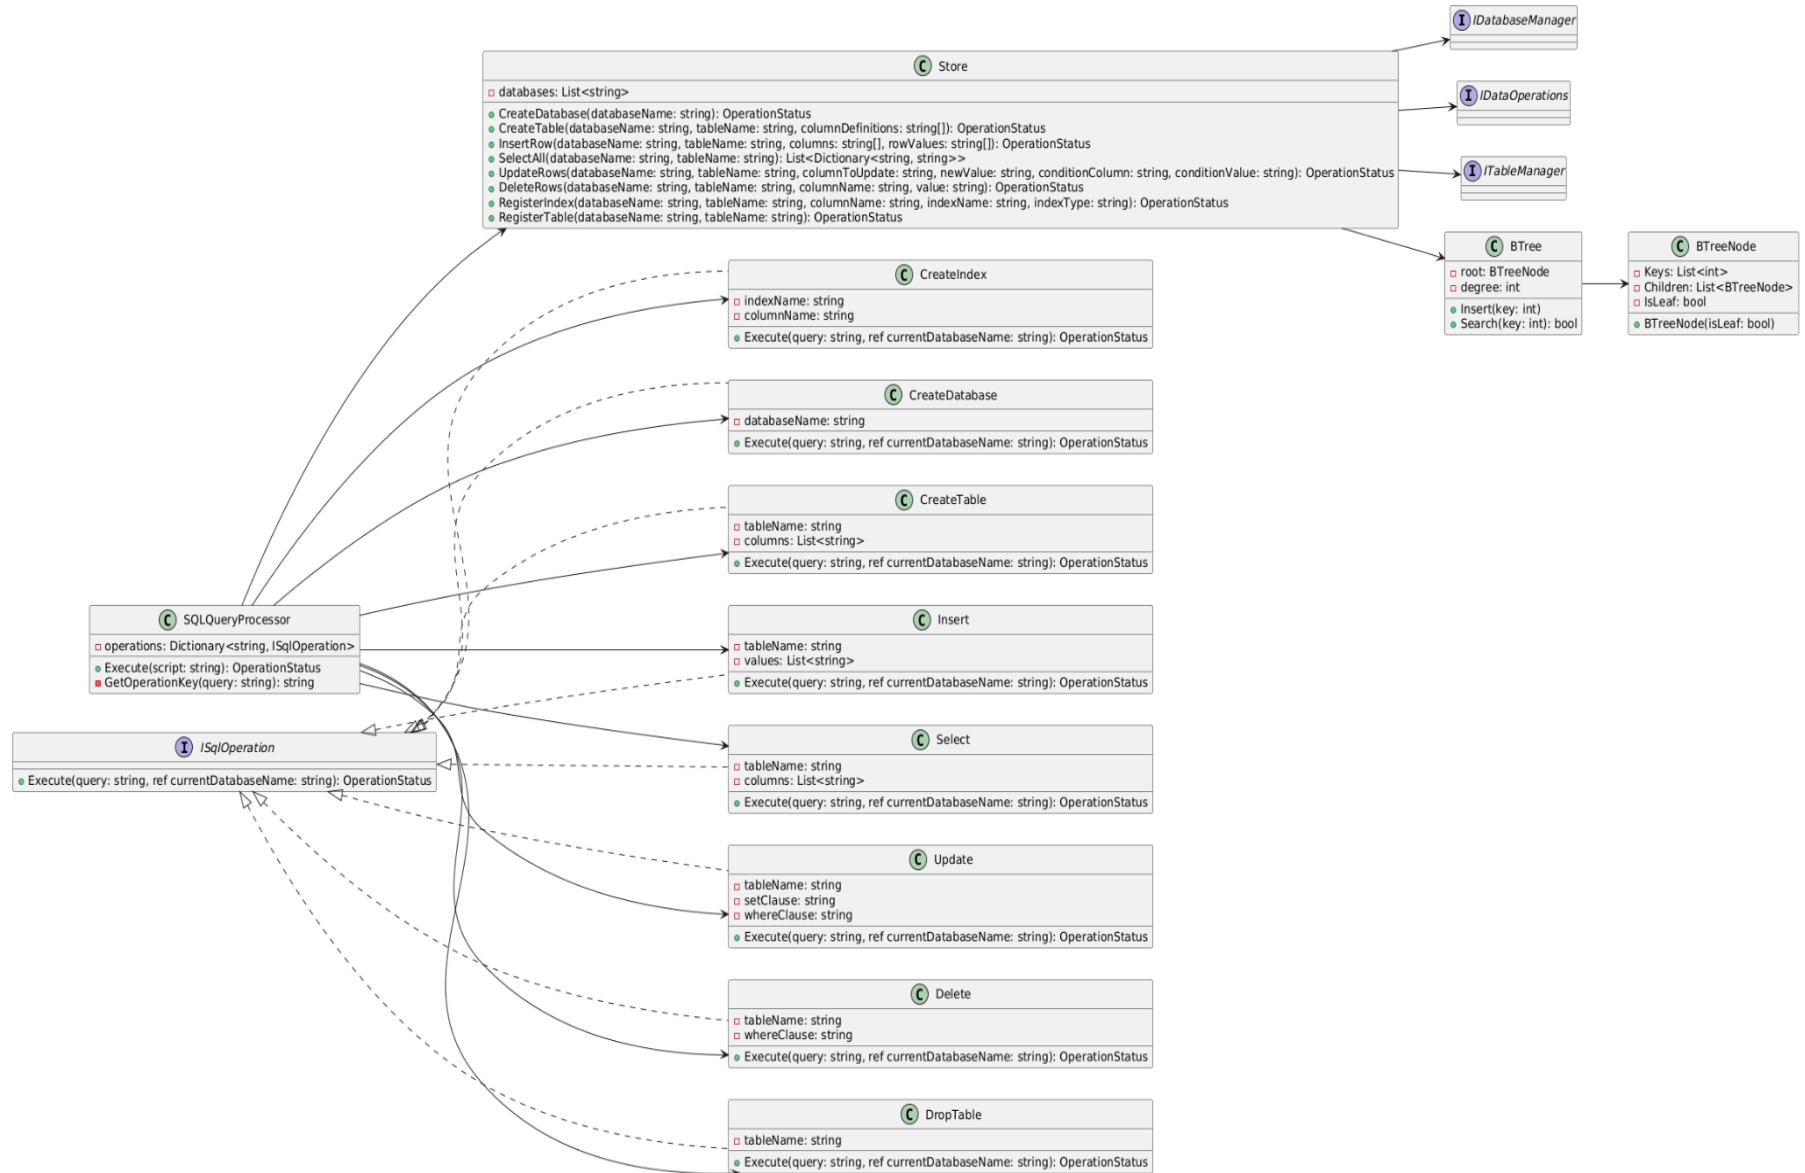 I IDatabaseManager
C Store
databases: List<string>
CreateDatabase(databaseName: string): OperationStatus
CreateTable(databaseName: string, tableName: string, columnDefinitions: string[]): OperationStatus
InsertRow(databaseName: string, tableName: string, columns: string[], rowValues: string[]): OperationStatus
SelectAll(databaseName: string, tableName: string): List<Dictionary<string, string>>
UpdateRows(databaseName: string, tableName: string, columnToUpdate: string, newValue: string, conditionColumn: string, conditionValue: string): OperationStatus
DeleteRows(databaseName: string, tableName: string, columnName: string, value: string): OperationStatus
RegisterIndex(databaseName: string, tableName: string, columnName: string, indexName: string, indexType: string): OperationStatus
RegisterTable(databaseName: string, tableName: string): OperationStatus
I IDataOperations
I ITableManager
C BTree
root: BTreeNode
degree: int
Insert(key: int)
Search(key: int): bool
C BTreeNode
Keys: List<int>
Children: List<BTreeNode>
IsLeaf: bool
BTreeNode(isLeaf: bool)
C CreateIndex
indexName: string
columnName: string
Execute(query: string, ref currentDatabaseName: string): OperationStatus
C CreateDatabase
databaseName: string
Execute(query: string, ref currentDatabaseName: string): OperationStatus
C CreateTable
tableName: string
columns: List<string>
Execute(query: string, ref currentDatabaseName: string): OperationStatus
C SQLQueryProcessor
operations: Dictionary<string, ISqlOperation>
Execute(script: string): OperationStatus
GetOperationKey(query: string): string
C Insert
tableName: string
values: List<string>
Execute(query: string, ref currentDatabaseName: string): OperationStatus
I ISqlOperation
Execute(query: string, ref currentDatabaseName: string): OperationStatus
C Select
tableName: string
columns: List<string>
Execute(query: string, ref currentDatabaseName: string): OperationStatus
C Update
tableName: string
setClause: string
whereClause: string
Execute(query: string, ref currentDatabaseName: string): OperationStatus
C Delete
tableName: string
whereClause: string
Execute(query: string, ref currentDatabaseName: string): OperationStatus
C DropTable
tableName: string
Execute(query: string, ref currentDatabaseName: string): OperationStatus